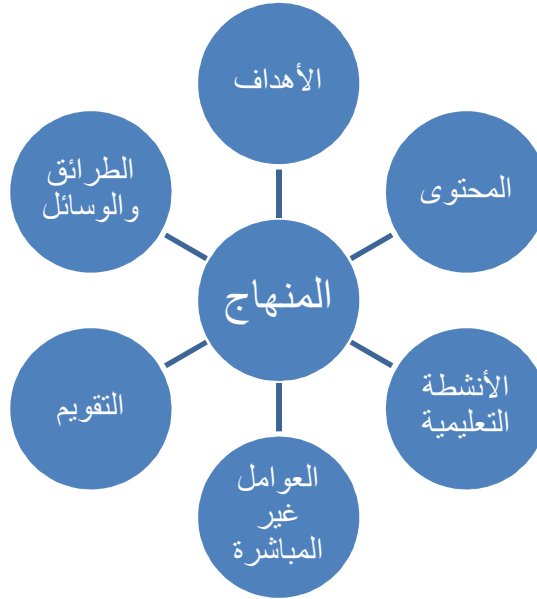 الأهداف
المحتوى
الطرائق
والوسائل
المنهاج
الأنشطة
التعليمية
التقويم
العوامل
غير
المباشرة